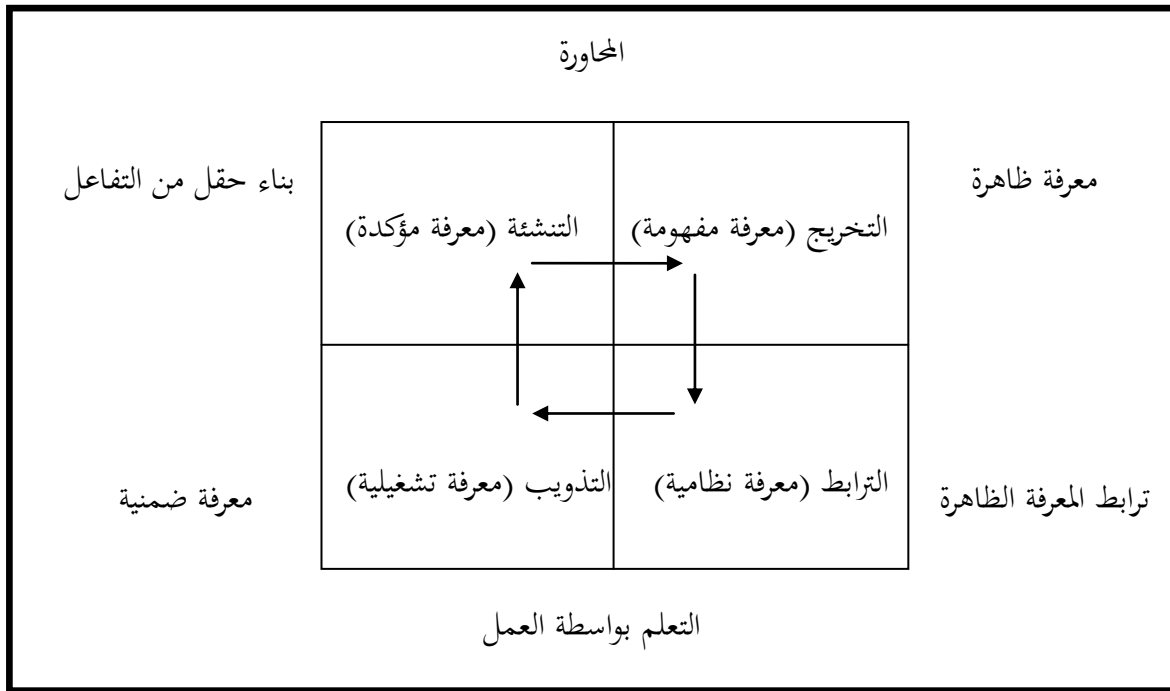 المحاورة
معرفة ظاهرة
بناء حقل من التفاعل
التخريج (معرفة مفهومة)
التنشئة (معرفة مؤكدة)
ترابط المعرفة الظاهرة
الترابط (معرفة نظامية)
التذويب (معرفة تشغيلية)
معرفة ضمنية
التعلم بواسطة العمل